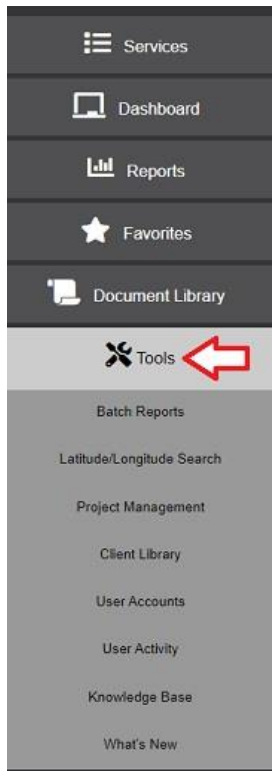 Services
Dashboard
Reports
Favorites
Document Library
Tools
Batch Reports
Latitude/Longitude Search
Project Management
Client Library
User Accounts
User Activity
Knowledge Base
What's New